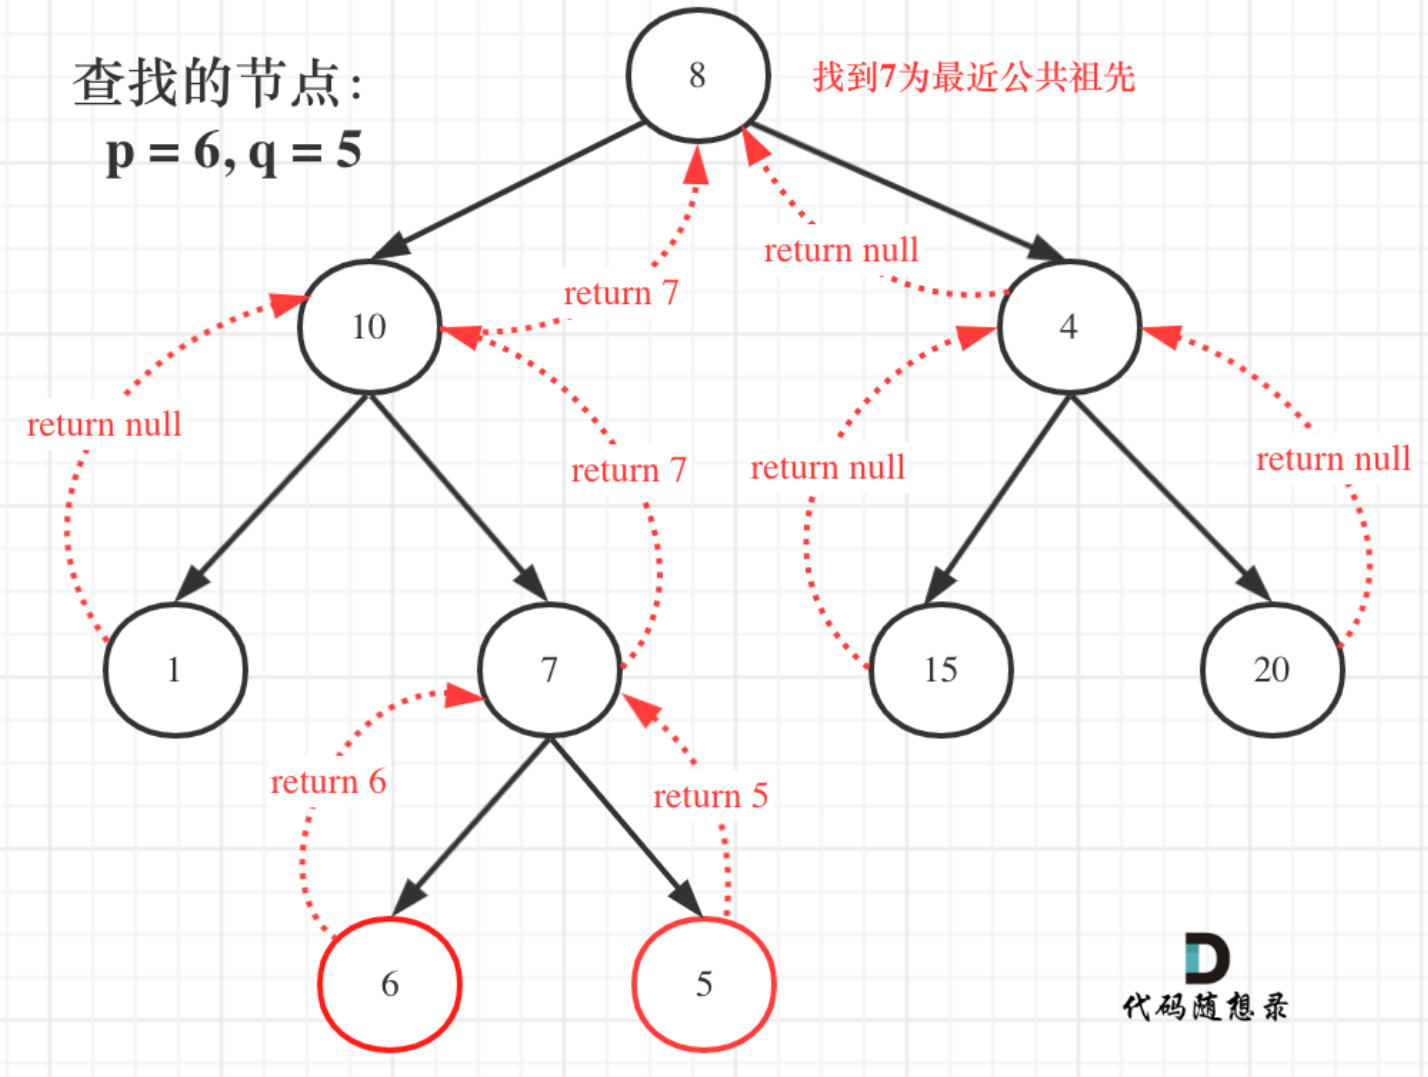 8
找到7为最近公共祖先
查找的节点：
p = 6, q = 5
return null
return 7
10
4
return null
return 7
return null
return null
1
7
15
20
return 6
return 5
6
5
代码随想录